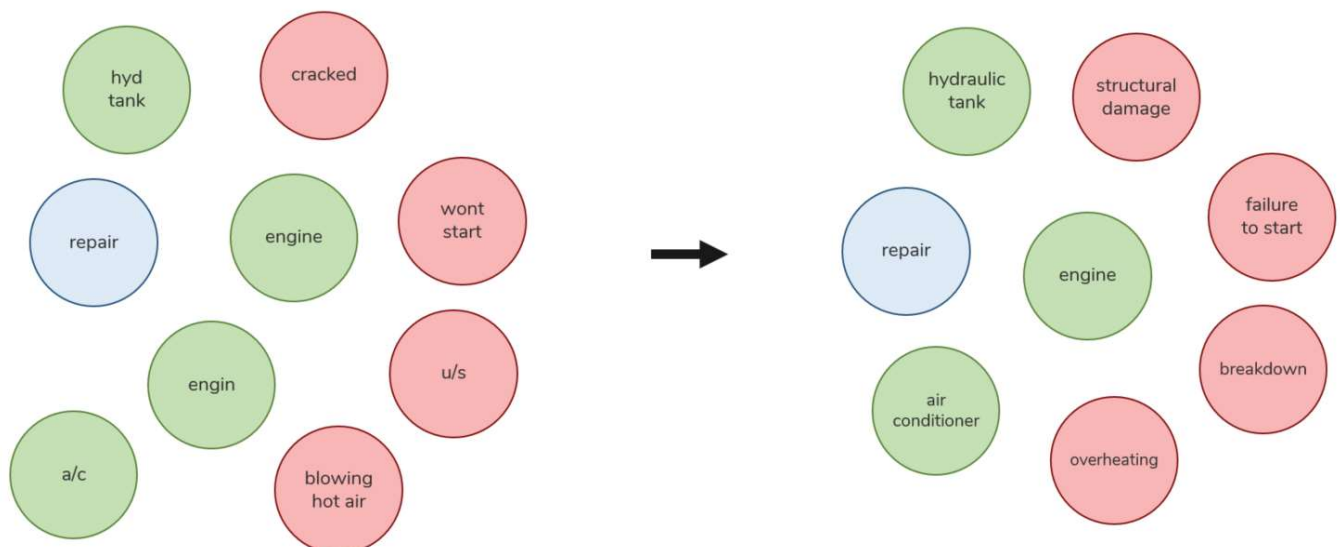 hyd
tank
cracked
repair
engine
wont
start
engin
u/s
a/c
blowing
hot air
hydraulic
tank
structural
damage
repair
engine
failure
to start
air
conditioner
breakdown
overheating